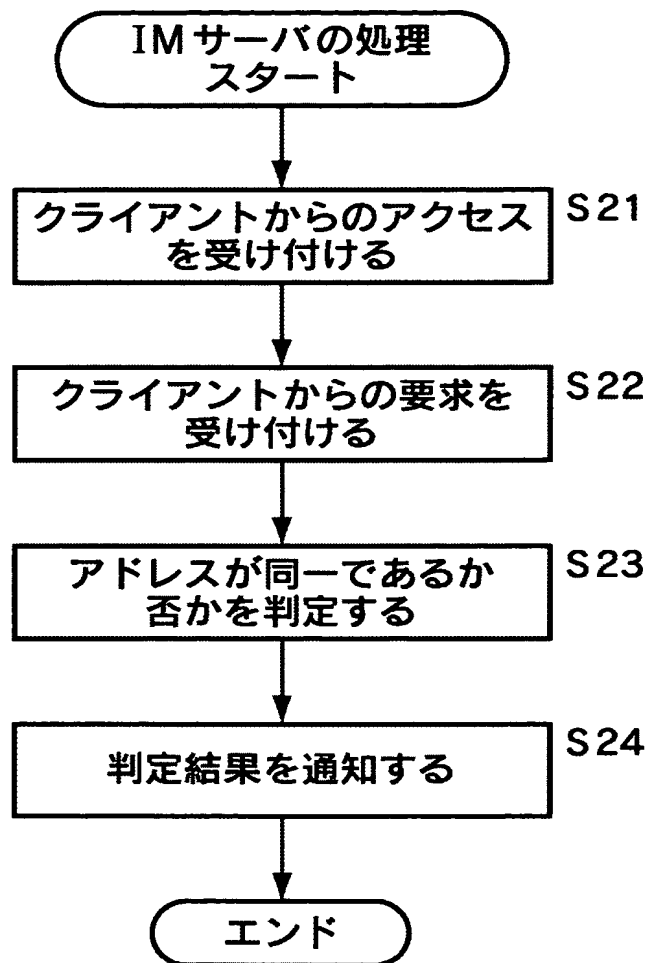 IMサーバの処理
スタート
クライアントからのアクセス
を受け付ける
S21
クライアントからの要求を
受け付ける
S22
アドレスが同一であるか
否かを判定する
S23
判定結果を通知する
S24
エンド